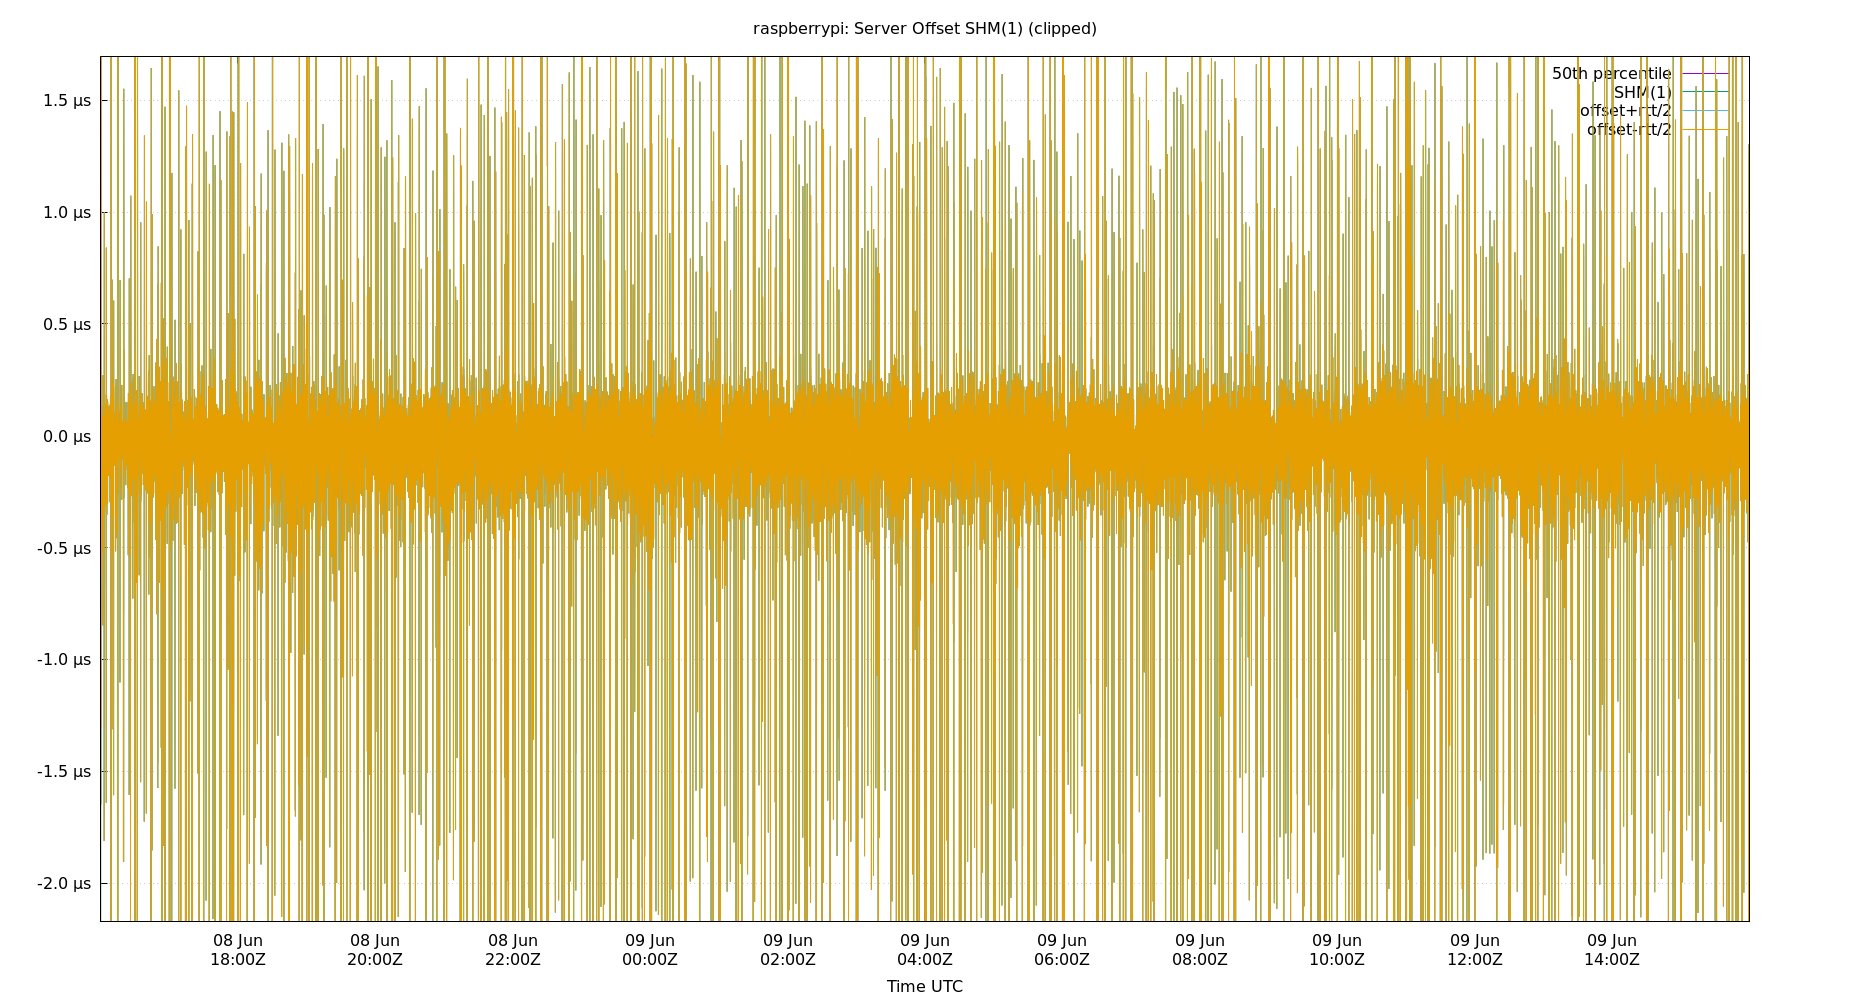 raspberrypi: Server Offset SHM(1) (clipped)
50th percentile
SHM(1)
offset+rtt/2
offset-rtt/2
1.5 µs
1.0 µs
0.5 µs
0.0 µs
-0.5 µs
-1.0 µs
-1.5 µs
-2.0 µs
08 Jun 08 Jun 08 Jun 09 Jun 09 Jun 09 Jun 09 Jun 09 Jun 09 Jun 09 Jun 09 Jun
18:00Z 20:00Z 22:00Z 00:00Z 02:00Z 04:00Z 06:00Z 08:00Z 10:00Z 12:00Z 14:00Z
Time UTC